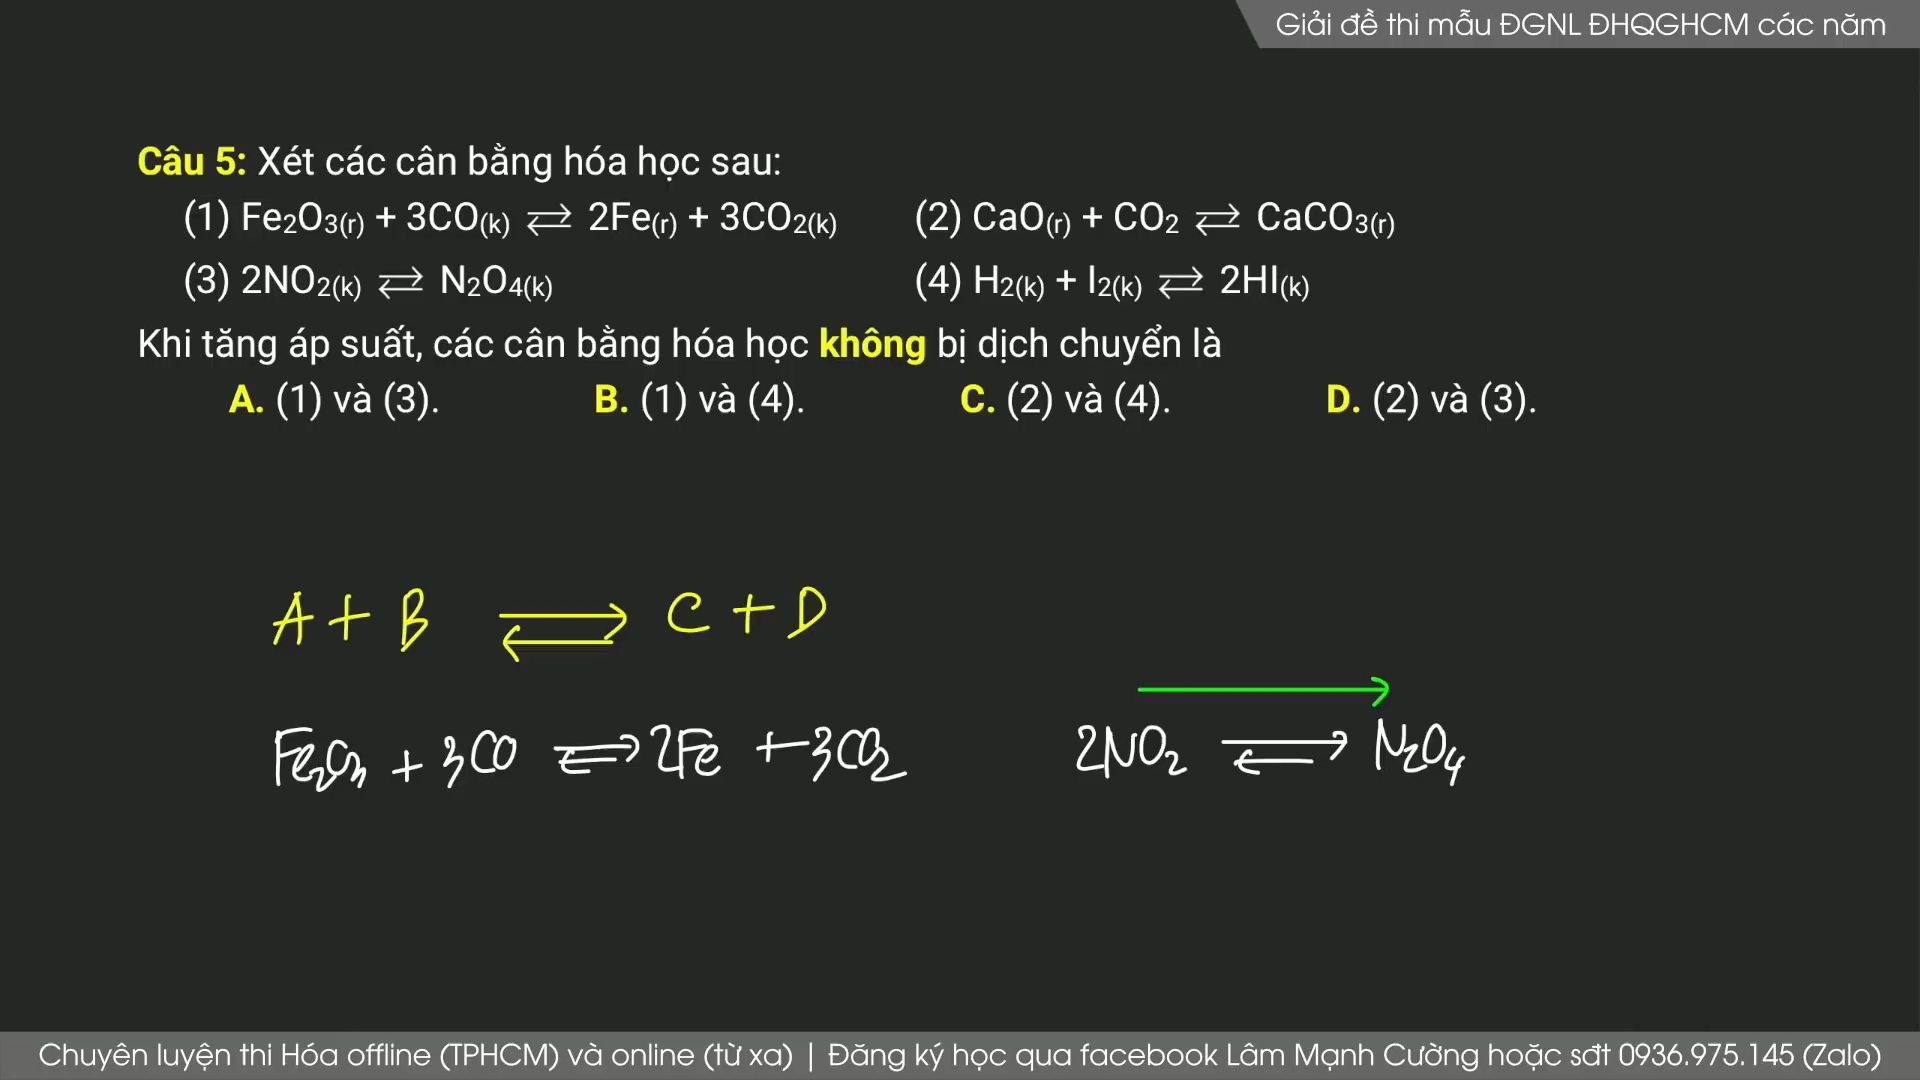 Giải đề thi mẫu ĐGNL ĐHQGHCM các năm
Câu 5: Xét các cân bằng hóa học sau:
(1) Fe₂O₃(r) + 3CO(k) ⇄ 2Fe(r) + 3CO₂(k) (2) CaO(r) + CO₂ ⇄ CaCO₃(r)
(3) 2NO₂(k) ⇄ N₂O₄(k) (4) H₂(k) + I₂(k) ⇄ 2HI(k)
Khi tăng áp suất, các cân bằng hóa học không bị dịch chuyển là
A. (1) và (3). B. (1) và (4). C. (2) và (4). D. (2) và (3).
A + B ⇄ C + D
Fe₂O₃ + 3CO ⇄ 2Fe + 3CO₂ 2NO₂ ⇄ N₂O₄
Chuyên luyện thi Hóa offline (TPHCM) và online (từ xa) | Đăng ký học qua facebook Lâm Mạnh Cường hoặc sđt 0936.975.145 (Zalo)